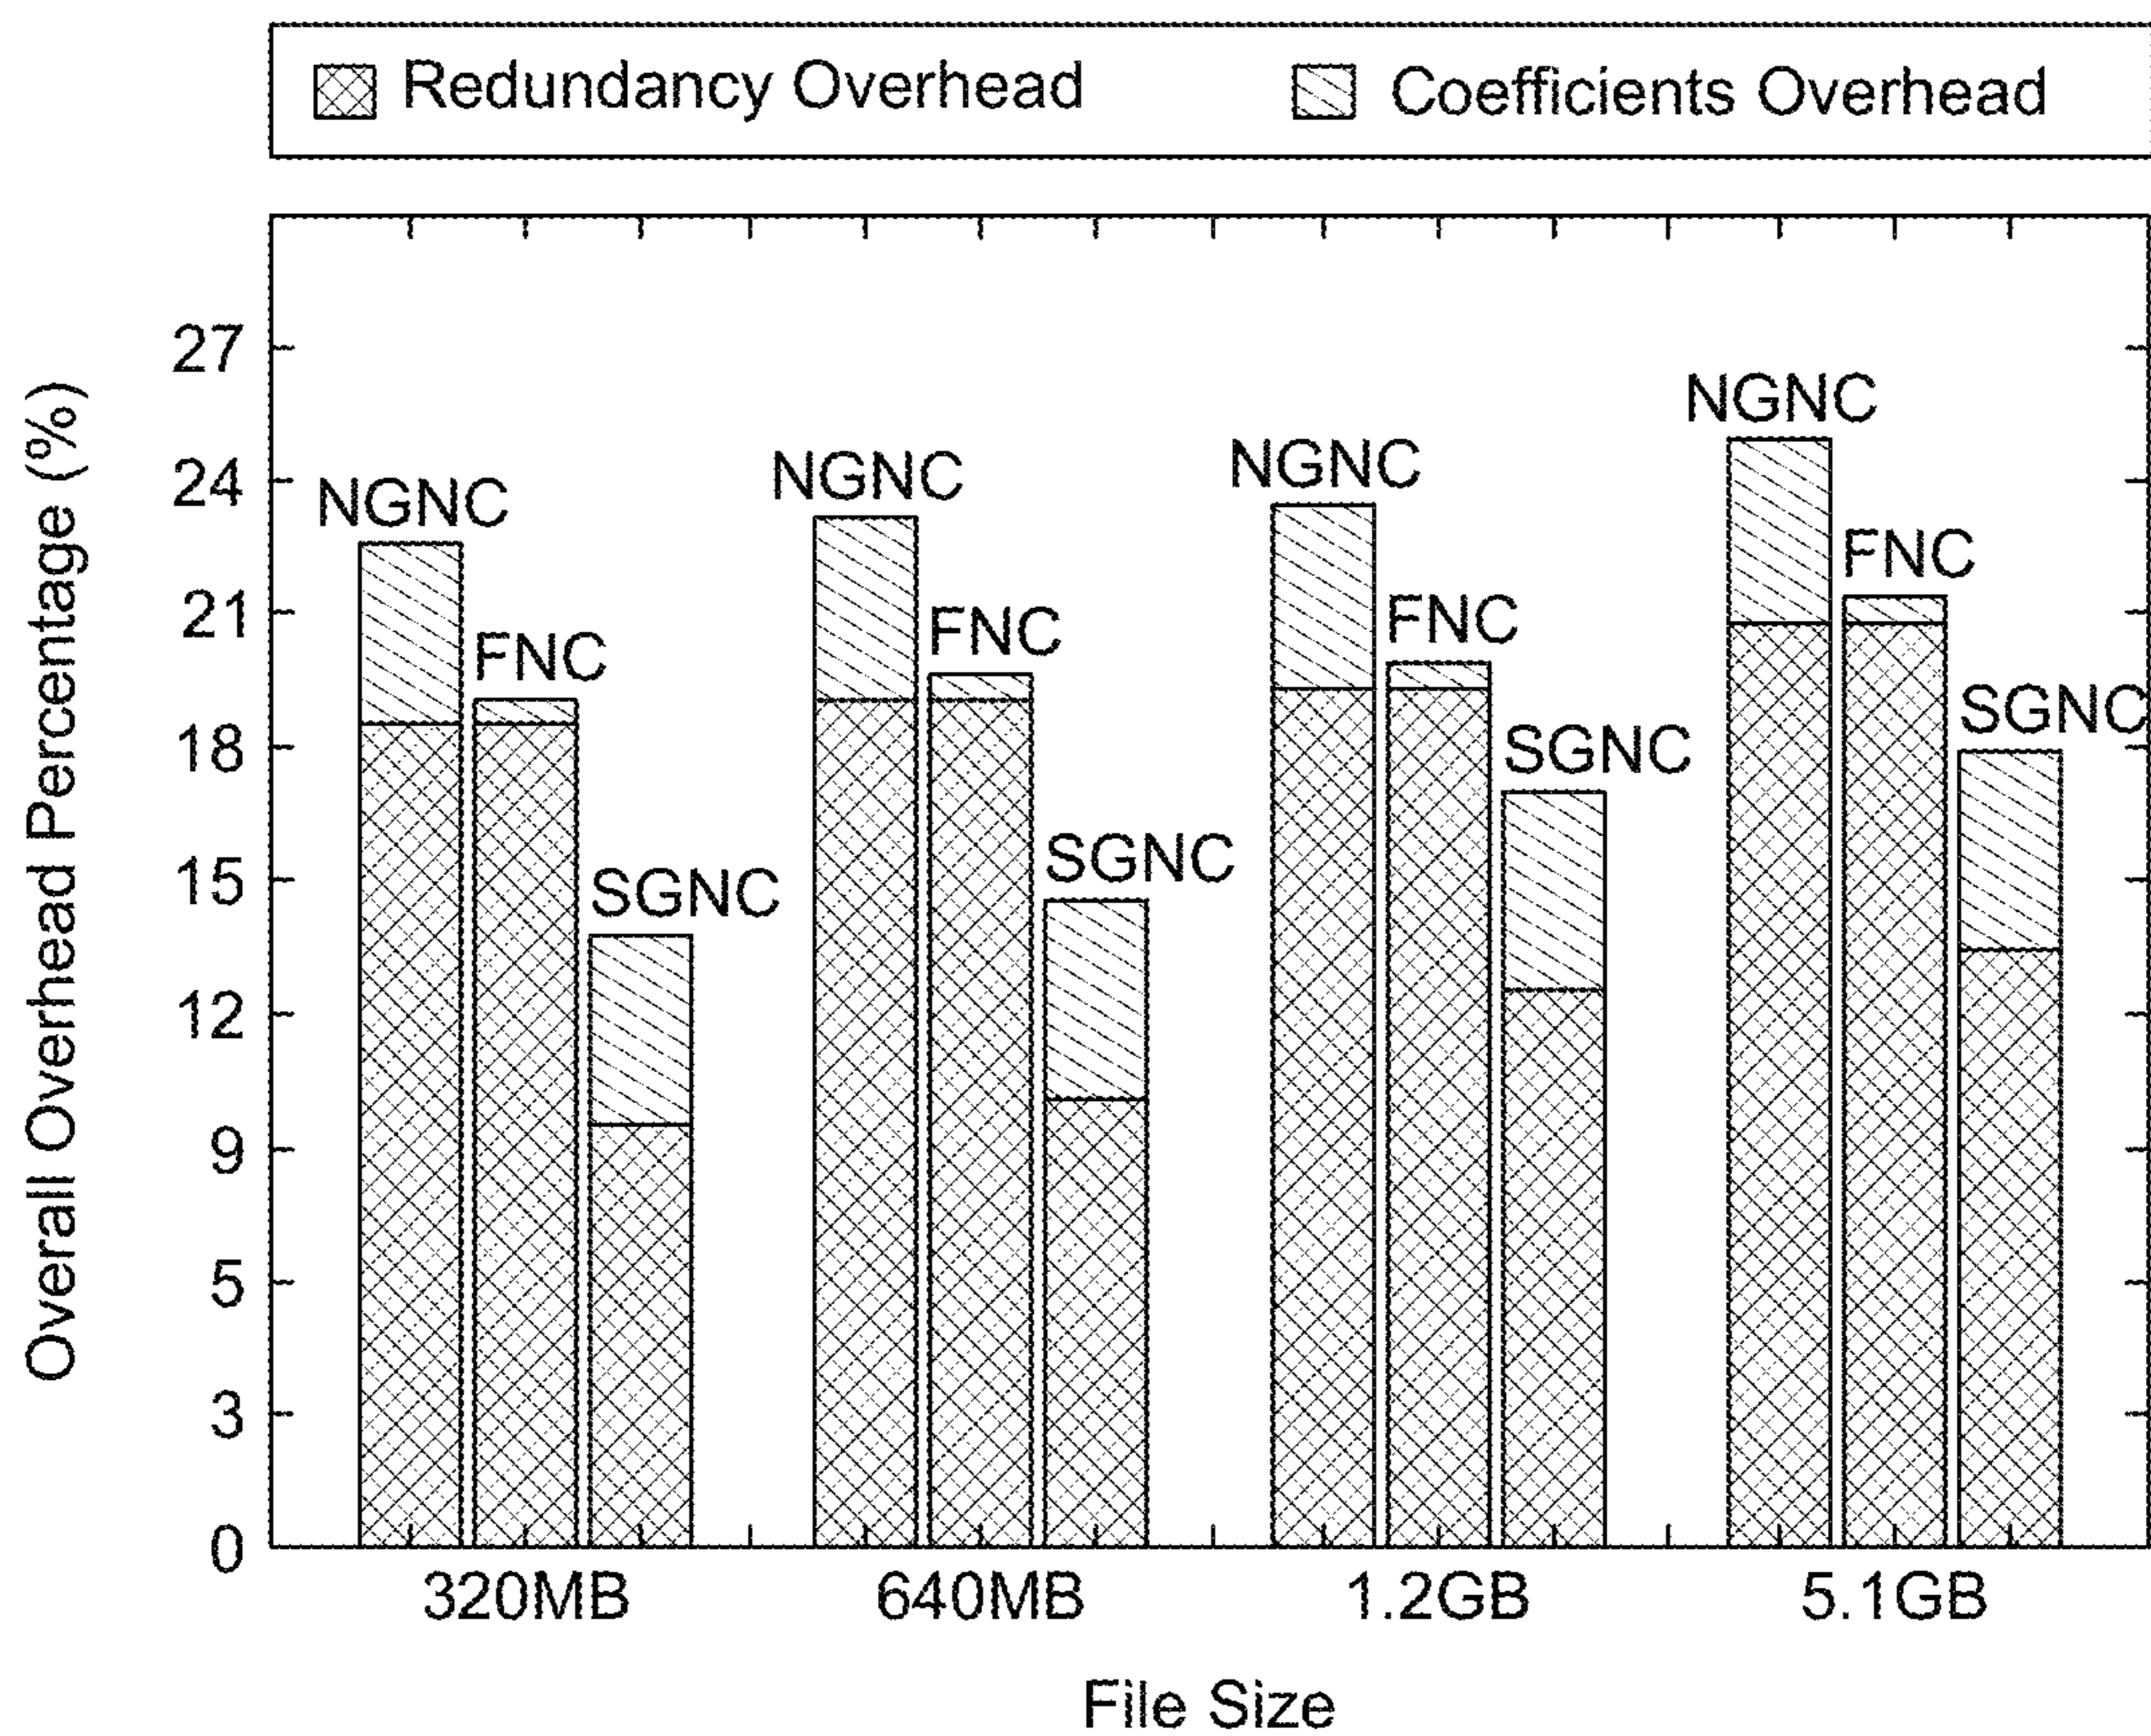 Redundancy Overhead
Coefficients Overhead
Overall Overhead Percentage (%)
27
24
21
18
15
12
9
5
3
0
NGNC
FNC
SGNC
NGNC
FNC
SGNC
NGNC
FNC
SGNC
NGNC
FNC
SGNC
320MB
640MB
1.2GB
5.1GB
File Size